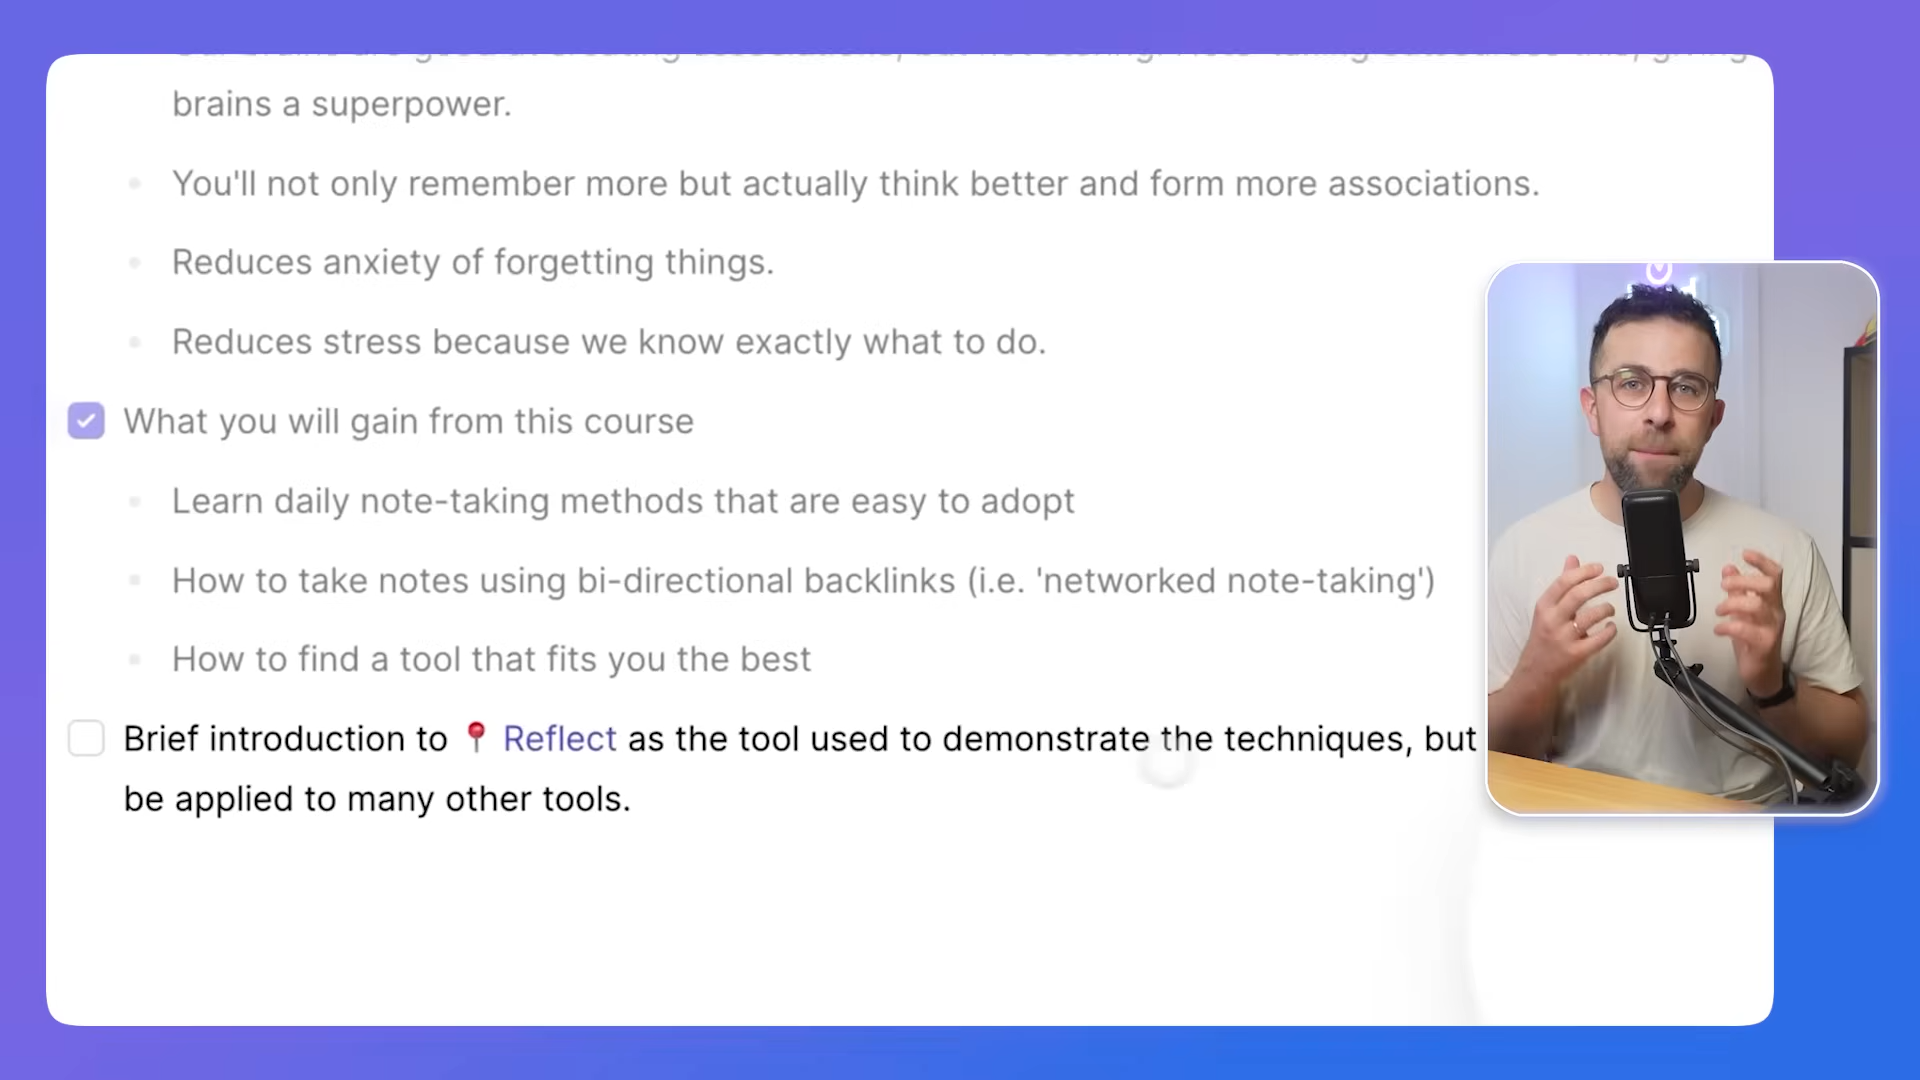 brains a superpower.
You'll not only remember more but actually think better and form more associations.
Reduces anxiety of forgetting things.
Reduces stress because we know exactly what to do.
What you will gain from this course
Learn daily note-taking methods that are easy to adopt
How to take notes using bi-directional backlinks (i.e. 'networked note-taking')
How to find a tool that fits you the best
Brief introduction to 📍 Reflect as the tool used to demonstrate the techniques, but
be applied to many other tools.